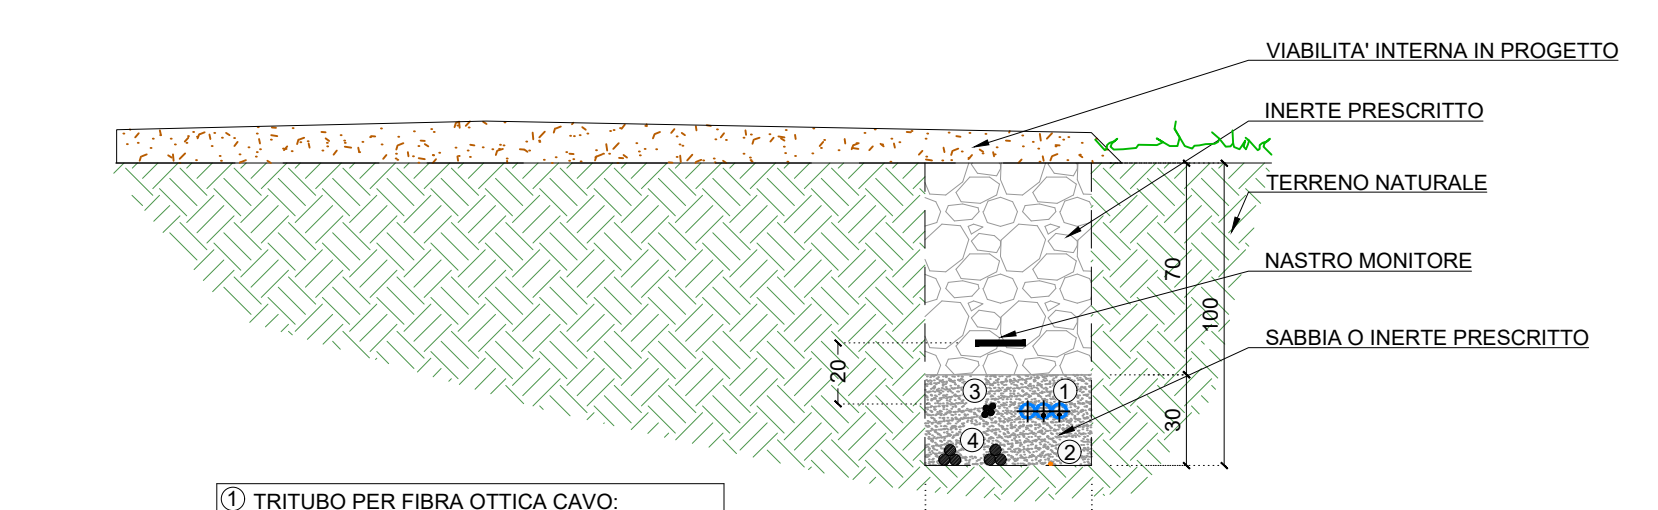 VIABILITA' INTERNA IN PROGETTO
INERTE PRESCRITTO
TERRENO NATURALE
NASTRO MONITORE
SABBIA O INERTE PRESCRITTO
70
100
20
30
3
1
4
2
1 TRITUBO PER FIBRA OTTICA CAVO: